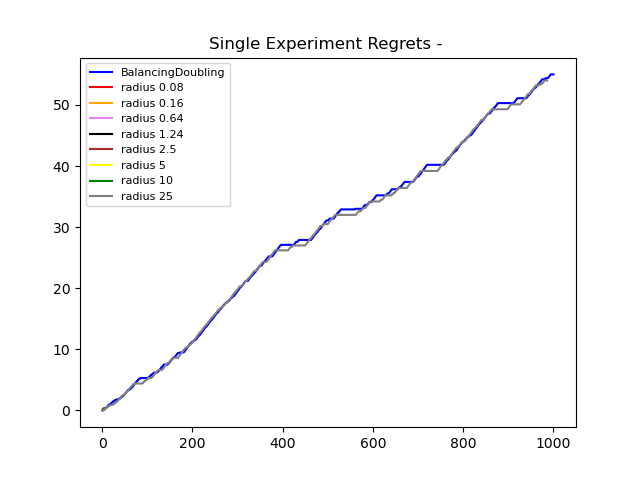 Single Experiment Regrets -
BalancingDoubling
radius 0.08
radius 0.16
radius 0.64
radius 1.24
radius 2.5
radius 5
radius 10
radius 25
50
40
30
20
10
0
0 200 400 600 800 1000